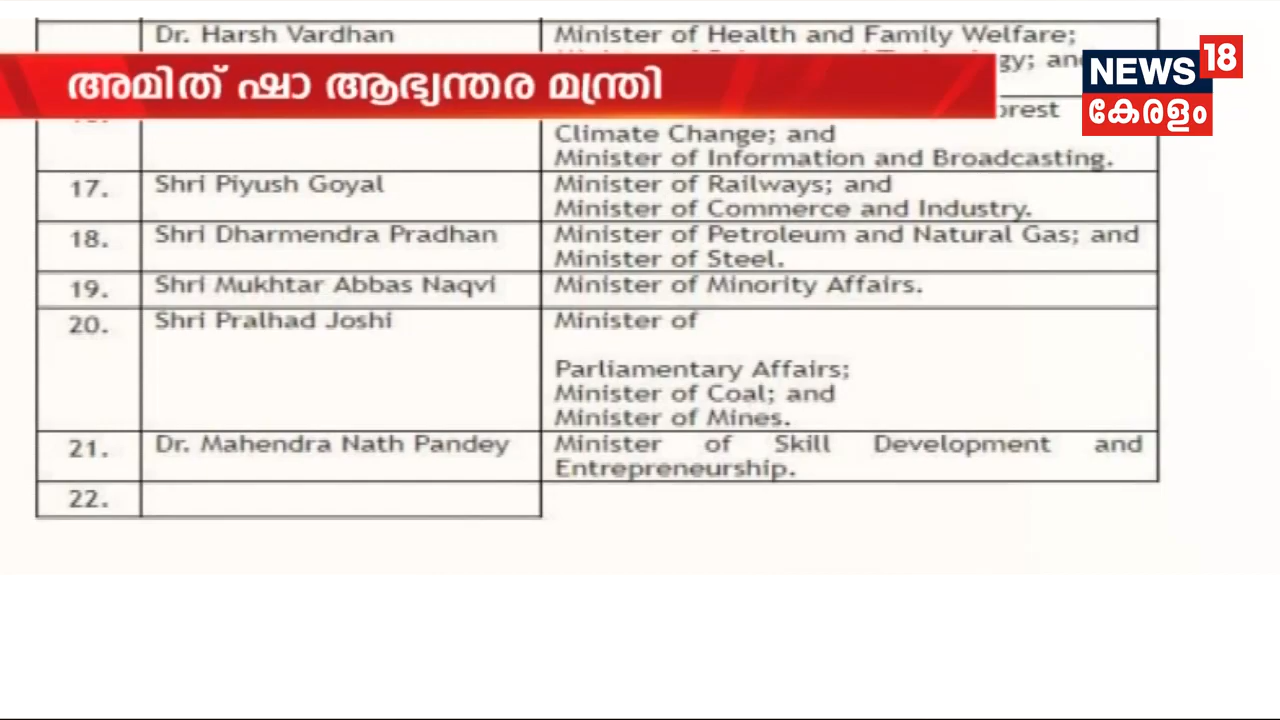 Dr. Harsh Vardhan
Minister of Health and Family Welfare;
അമിത് ഷാ ആഭ്യന്തര മന്ത്രി
NEWS 18
കേരളം
Climate Change; and
Minister of Information and Broadcasting.
17.
Shri Piyush Goyal
Minister of Railways; and
Minister of Commerce and Industry.
18.
Shri Dharmendra Pradhan
Minister of Petroleum and Natural Gas; and
Minister of Steel.
19.
Shri Mukhtar Abbas Naqvi
Minister of Minority Affairs.
20.
Shri Pralhad Joshi
Minister of
Parliamentary Affairs;
Minister of Coal; and
Minister of Mines.
21.
Dr. Mahendra Nath Pandey
Minister of Skill Development and
Entrepreneurship.
22.